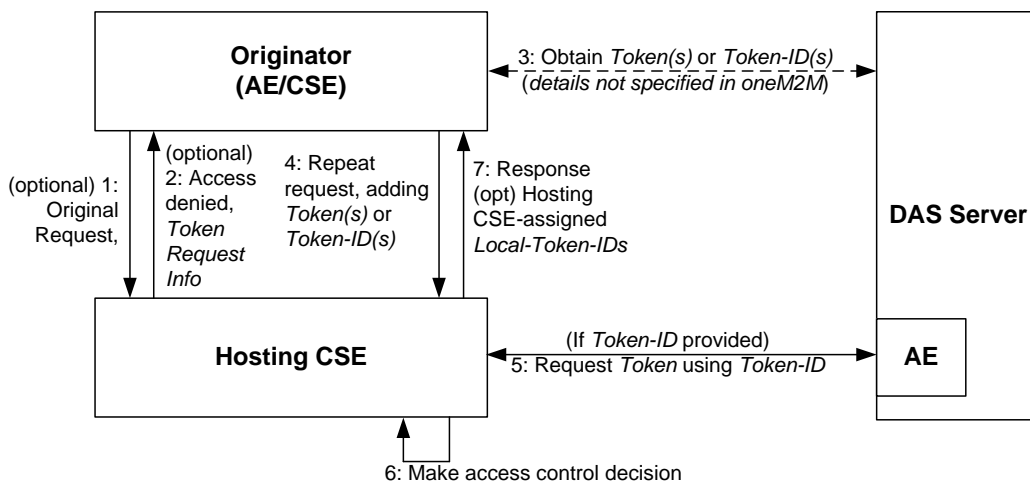 Originator
(AE/CSE)
3: Obtain Token(s) or Token-ID(s)
(details not specified in oneM2M)
(optional) 1:
Original
Request,
(optional)
2: Access
denied,
Token
Request
Info
4: Repeat
request, adding
Token(s) or
Token-ID(s)
7: Response
(opt) Hosting
CSE-assigned
Local-Token-IDs
DAS Server
Hosting CSE
(If Token-ID provided)
5: Request Token using Token-ID
AE
6: Make access control decision